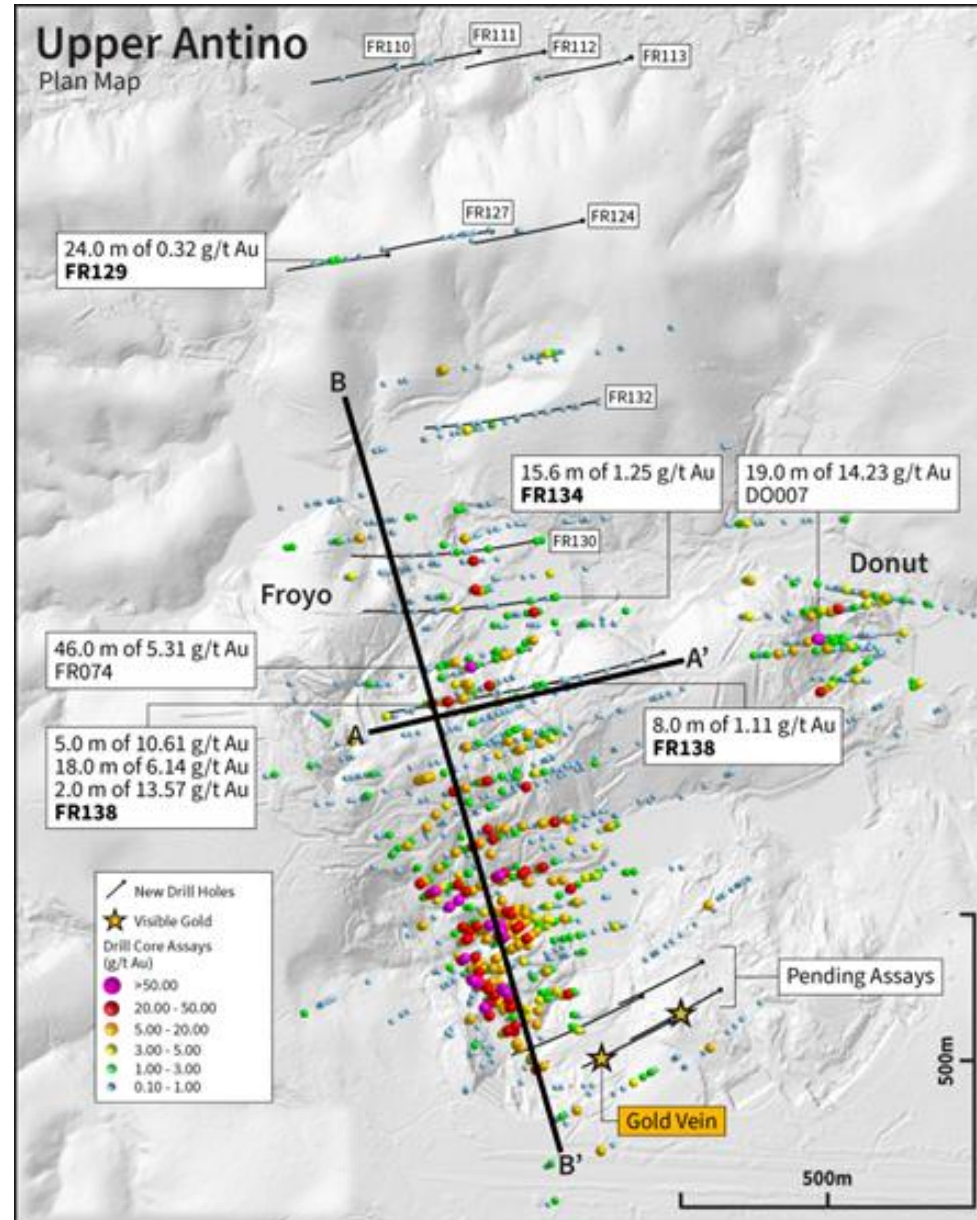 Upper Antino
Plan Map
FR110
FR111
FR112
FR113
FR127
FR124
24.0 m of 0.32 g/t Au
FR129
B
FR132
15.6 m of 1.25 g/t Au
FR134
19.0 m of 14.23 g/t Au
DO007
FR130
Froyo
Donut
46.0 m of 5.31 g/t Au
FR074
A'
A
8.0 m of 1.11 g/t Au
FR138
5.0 m of 10.61 g/t Au
18.0 m of 6.14 g/t Au
2.0 m of 13.57 g/t Au
FR138
New Drill Holes
Visible Gold
Drill Core Assays
(g/t Au)
>50.00
20.00 - 50.00
5.00 - 20.00
3.00 - 5.00
1.00 - 3.00
0.10 - 1.00
Pending Assays
Gold Vein
B'
500m
500m